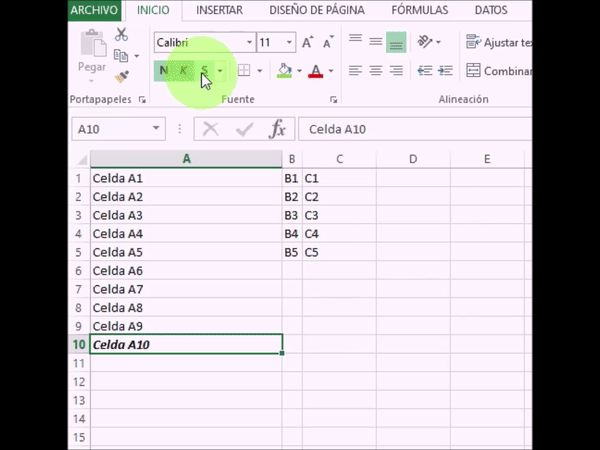 ARCHIVO INICIO INSERTAR DISEÑO DE PÁGINA FÓRMULAS DATOS
Pegar
Calibri 11 A A
N K S A
Ajustar te
Combinar
Portapapeles Fuente Alineación
A10 fx Celda A10
A B C D E
1 Celda A1 B1 C1
2 Celda A2 B2 C2
3 Celda A3 B3 C3
4 Celda A4 B4 C4
5 Celda A5 B5 C5
6 Celda A6
7 Celda A7
8 Celda A8
9 Celda A9
10 Celda A10
11
12
13
14
15